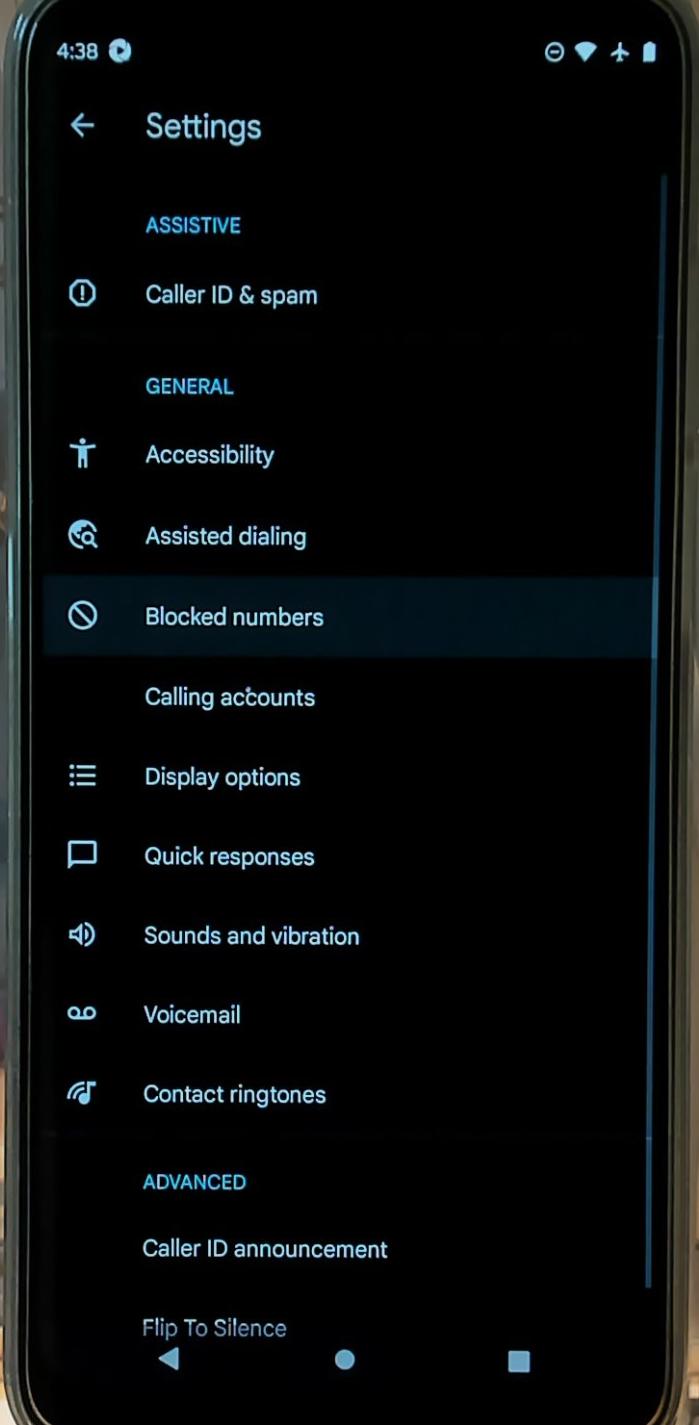 4:38
Settings
ASSISTIVE
Caller ID & spam
GENERAL
Accessibility
Assisted dialing
Blocked numbers
Calling accounts
Display options
Quick responses
Sounds and vibration
Voicemail
Contact ringtones
ADVANCED
Caller ID announcement
Flip To Silence